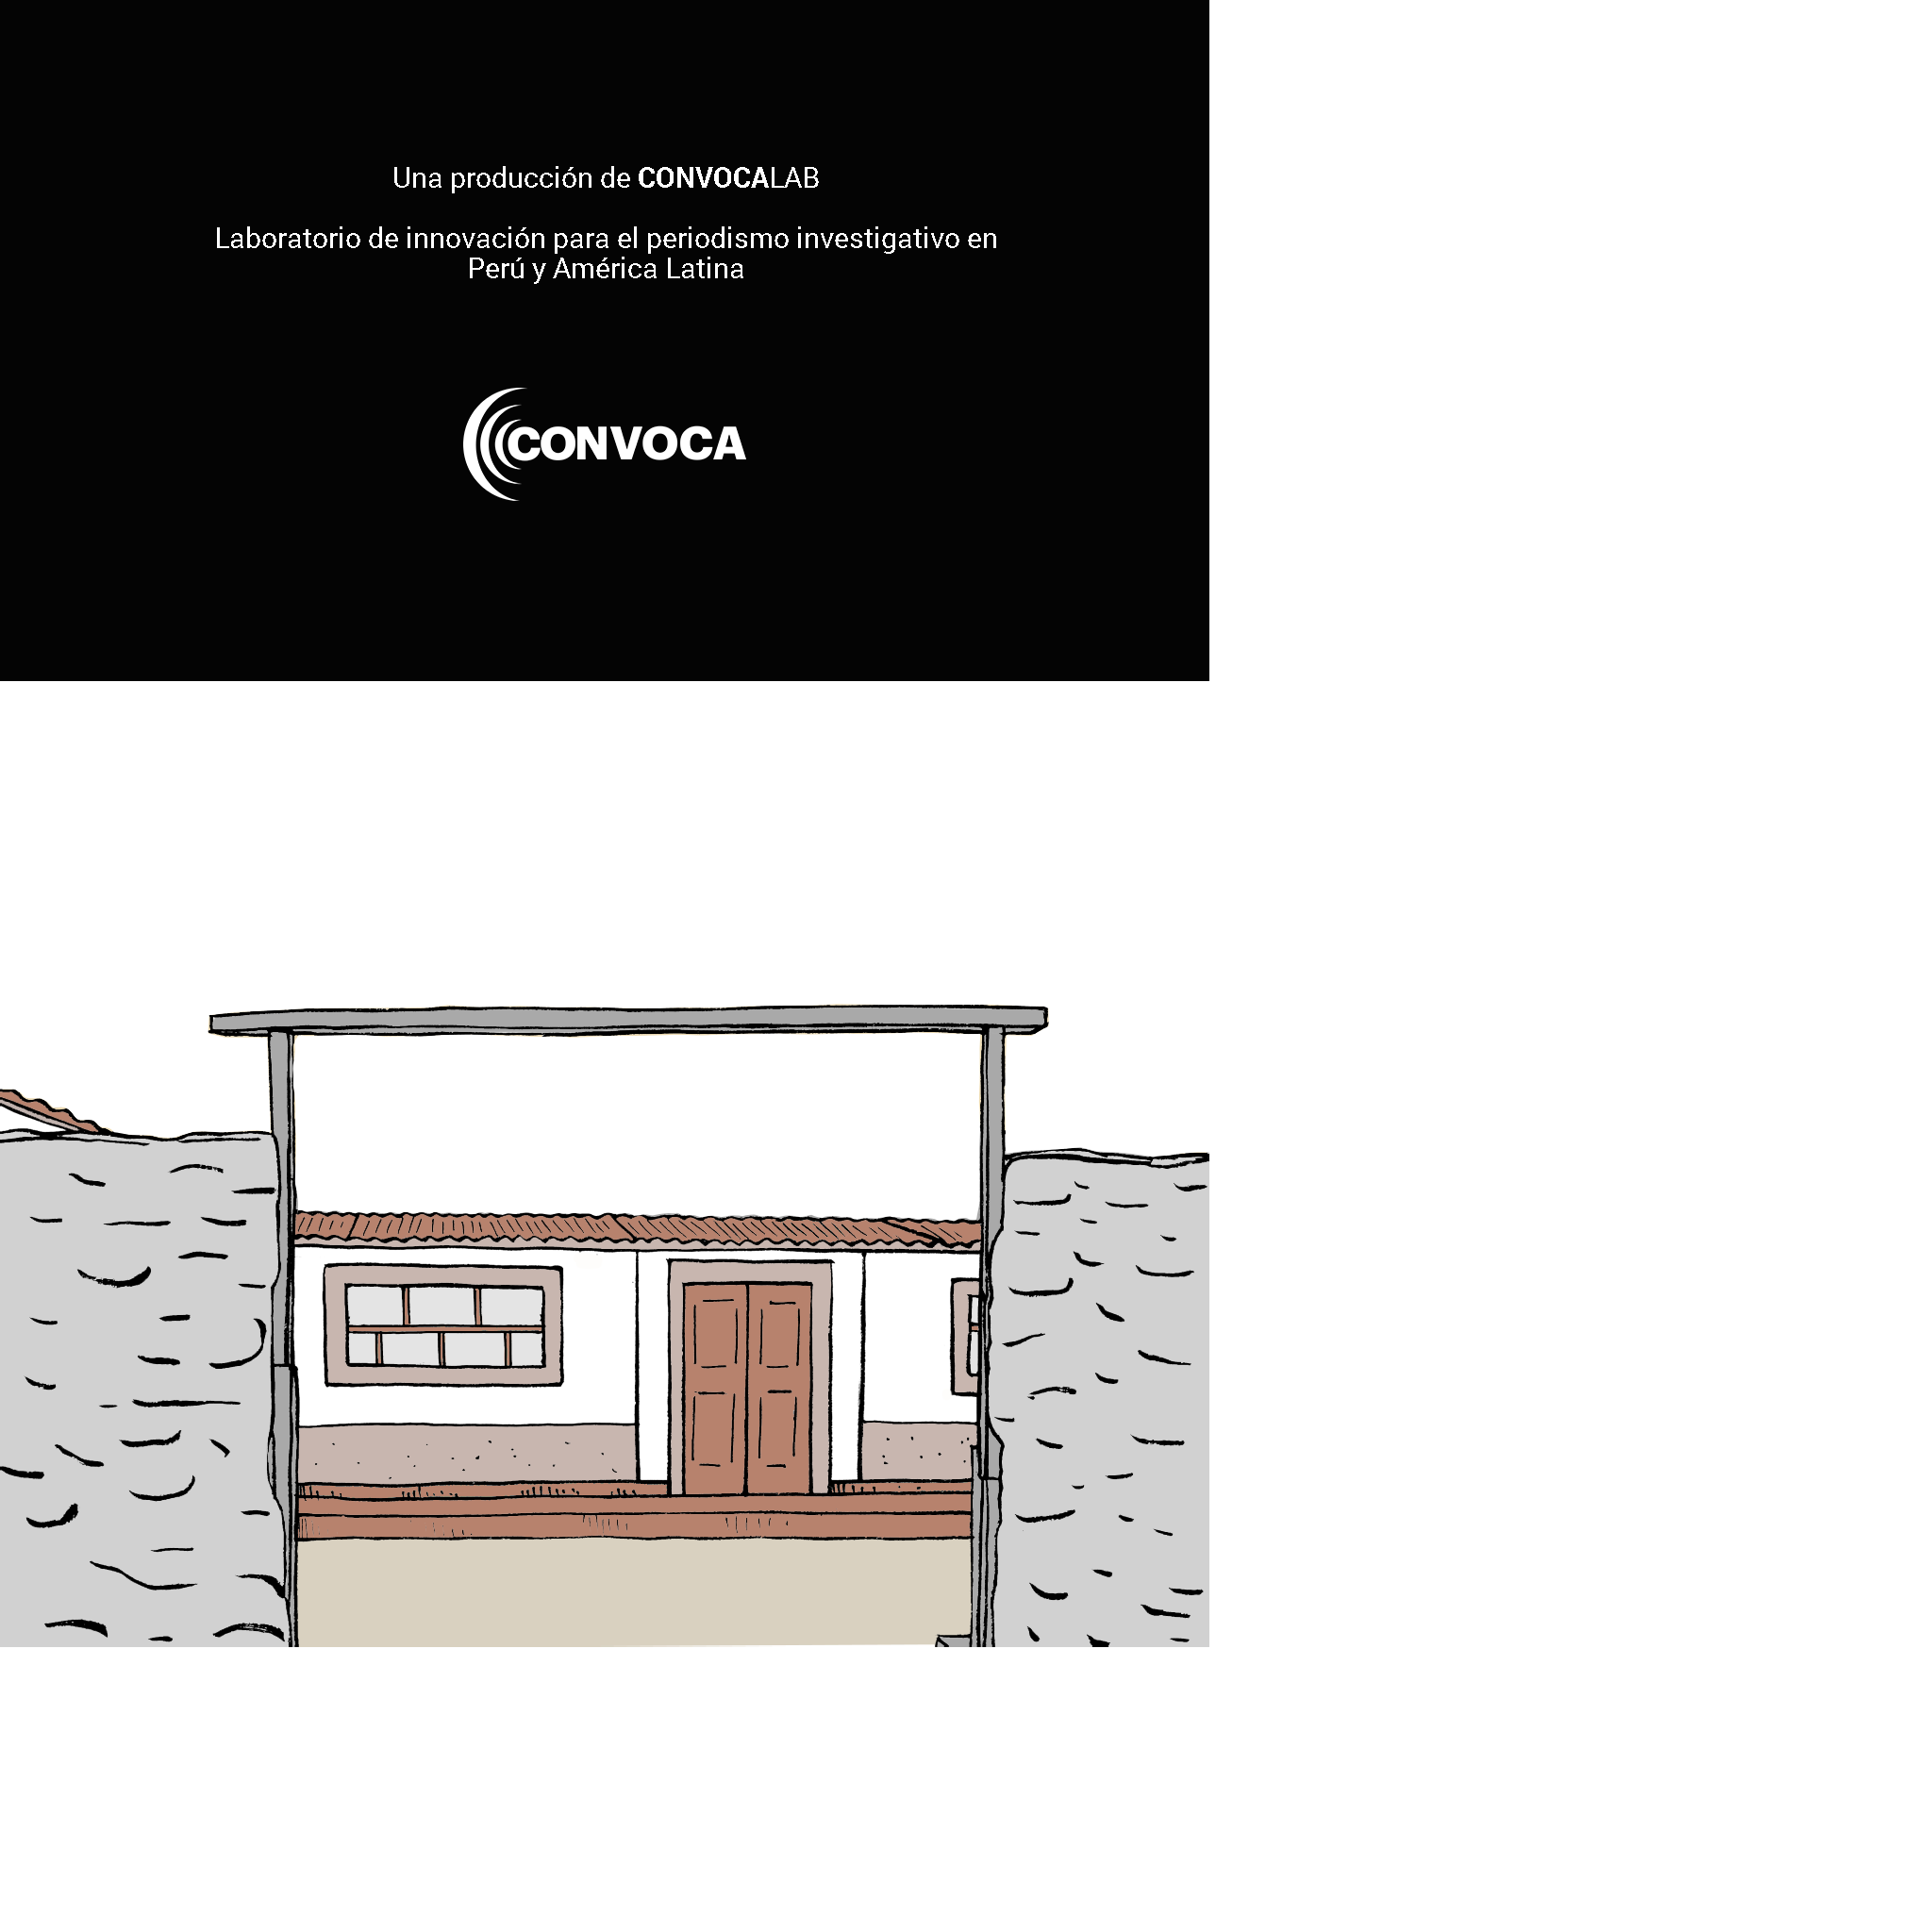 Una producción de CONVOCALAB
Laboratorio de innovación para el periodismo investigativo en
Perú y América Latina
CONVOCA